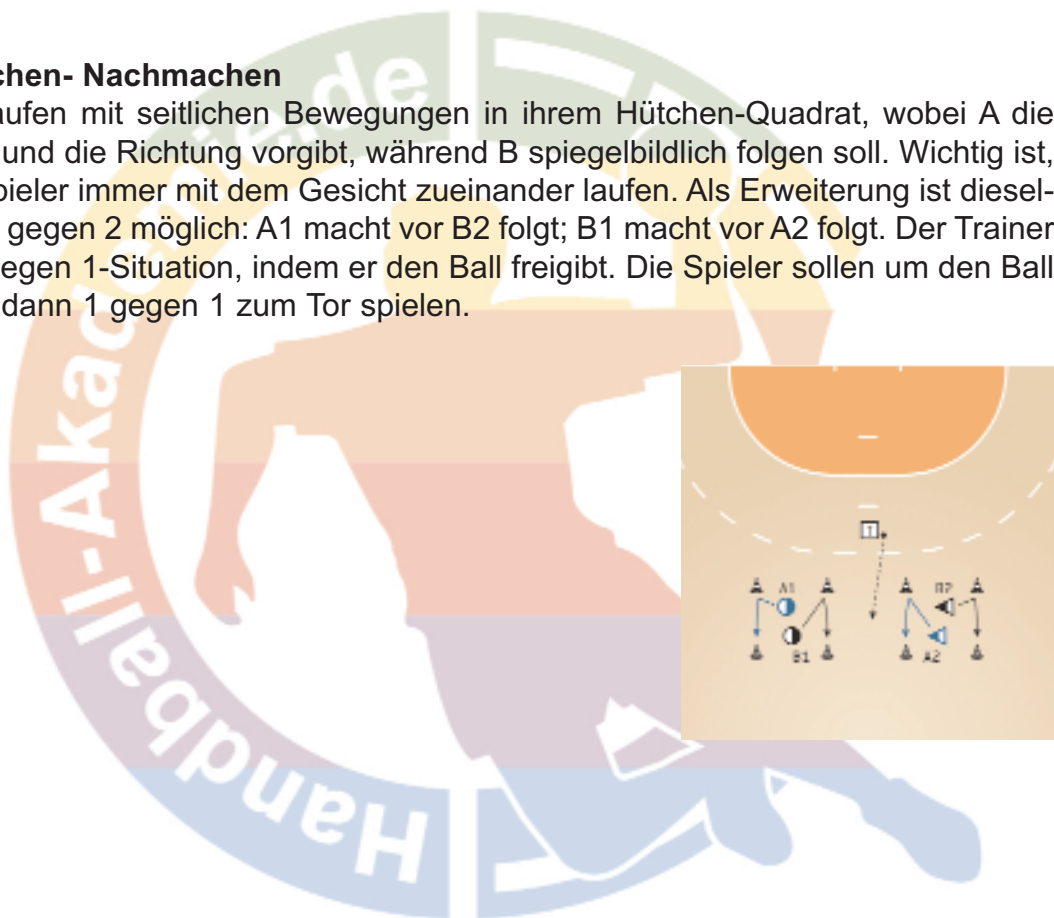 chen- Nachmachen
aufen mit seitlichen Bewegungen in ihrem Hütchen-Quadrat, wobei A die
und die Richtung vorgibt, während B spiegelbildlich folgen soll. Wichtig ist,
pieler immer mit dem Gesicht zueinander laufen. Als Erweiterung ist diesel-
gegen 2 möglich: A1 macht vor B2 folgt; B1 macht vor A2 folgt. Der Trainer
egen 1-Situation, indem er den Ball freigibt. Die Spieler sollen um den Ball
dann 1 gegen 1 zum Tor spielen.
Handball-Akademie.de
T
A1 B2
B1 A2